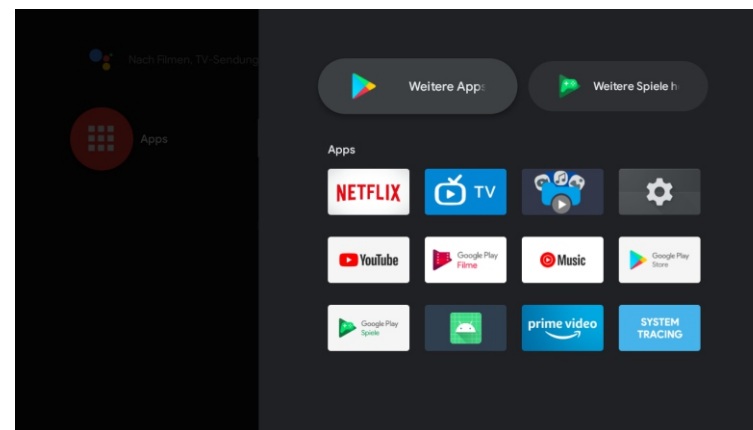 Nach Filmen, TV-Sendung
Weitere Apps
Weitere Spiele h
Apps
Apps
NETFLIX
TV
YouTube
Google Play
Filme
Music
Google Play
Store
Google Play
Spiele
prime video
SYSTEM
TRACING